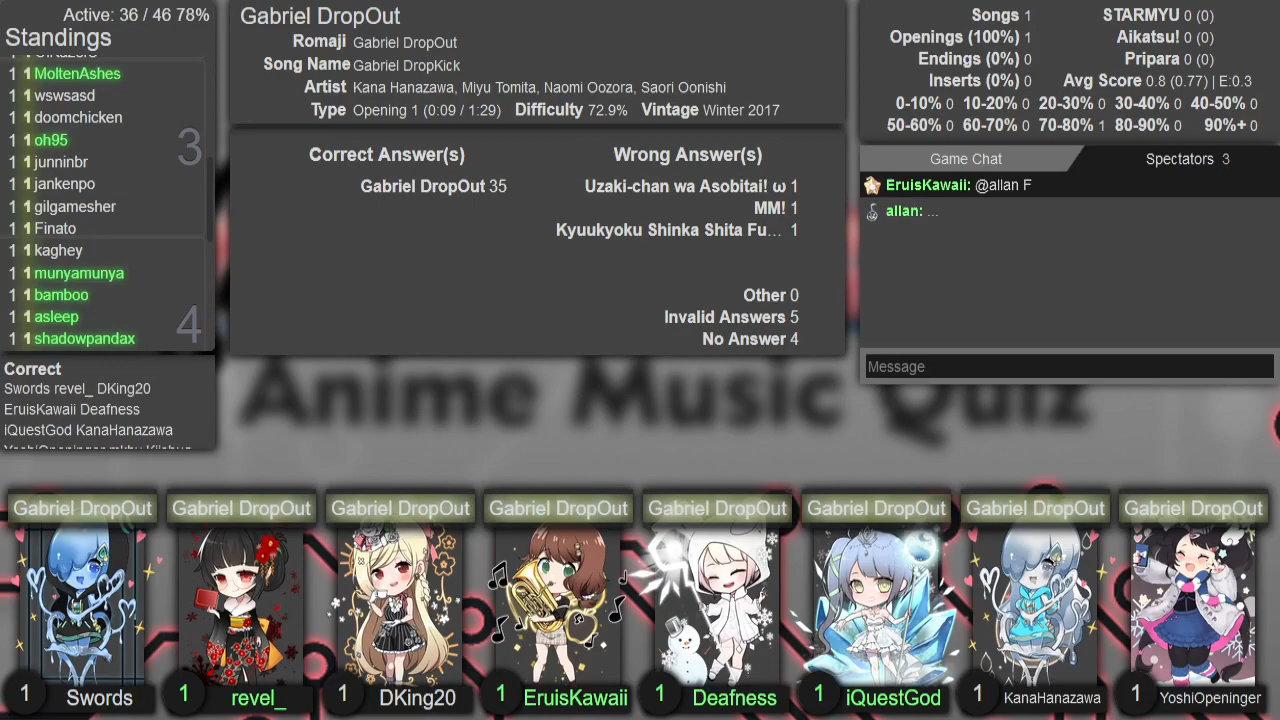 Active: 36 / 46 78%
Standings
1 1 MoltenAshes
1 1 wswsasd
1 1 doomchicken
1 1 oh95
1 1 junninbr
3
1 1 jankenpo
1 1 gilgamesher
1 1 Finato
1 1 kaghey
1 1 munyamunya
1 1 bamboo
1 1 asleep
1 1 shadowpandax
4
Correct
Swords revel_ DKing20
EruisKawaii Deafness
iQuestGod KanaHanazawa
Gabriel DropOut
Romaji Gabriel DropOut
Song Name Gabriel DropKick
Artist Kana Hanazawa, Miyu Tomita, Naomi Oozora, Saori Oonishi
Type Opening 1 (0:09 / 1:29) Difficulty 72.9% Vintage Winter 2017
Correct Answer(s)
Gabriel DropOut 35
Wrong Answer(s)
Uzaki-chan wa Asobitai! ω 1
MM! 1
Kyuukyoku Shinka Shita Fu... 1
Other 0
Invalid Answers 5
No Answer 4
Songs 1 STARMYU 0 (0)
Openings (100%) 1 Aikatsu! 0 (0)
Endings (0%) 0 Pripara 0 (0)
Inserts (0%) 0 Avg Score 0.8 (0.77) | E:0.3
0-10% 0 10-20% 0 20-30% 0 30-40% 0 40-50% 0
50-60% 0 60-70% 0 70-80% 1 80-90% 0 90%+ 0
Game Chat Spectators 3
EruisKawaii: @allan F
allan: ...
Message
Anime Music Quiz
Gabriel DropOut Gabriel DropOut Gabriel DropOut Gabriel DropOut Gabriel DropOut Gabriel DropOut Gabriel DropOut Gabriel DropOut
1 Swords 1 revel_ 1 DKing20 1 EruisKawaii 1 Deafness 1 iQuestGod 1 KanaHanazawa 1 YoshiOpeninger